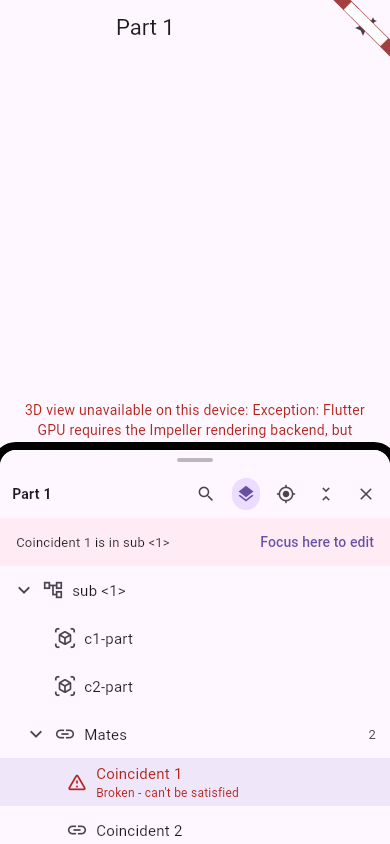 Part 1
3D view unavailable on this device: Exception: Flutter
GPU requires the Impeller rendering backend, but
Part 1
Coincident 1 is in sub <1>
Focus here to edit
sub <1>
c1-part
c2-part
Mates
2
Coincident 1
Broken - can't be satisfied
Coincident 2